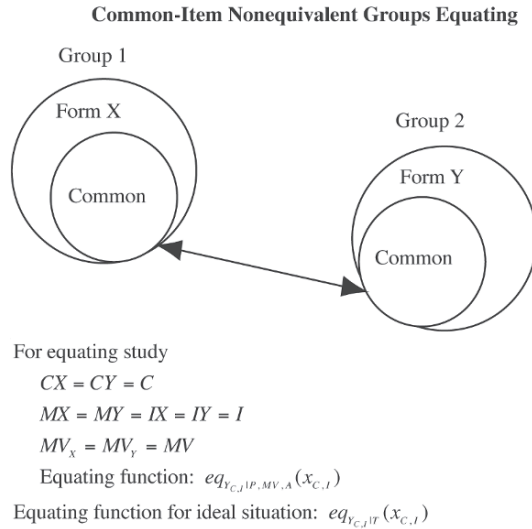 Common-Item Nonequivalent Groups Equating
Group 1
Form X
Common
Group 2
Form Y
Common
For equating study
CX = CY = C
MX = MY = IX = IY = I
MV_X = MV_Y = MV
Equating function: eq_{Y_{C,I}|P,MV,A}(x_{C,I})
Equating function for ideal situation: eq_{Y_{C,I}|T}(x_{C,I})